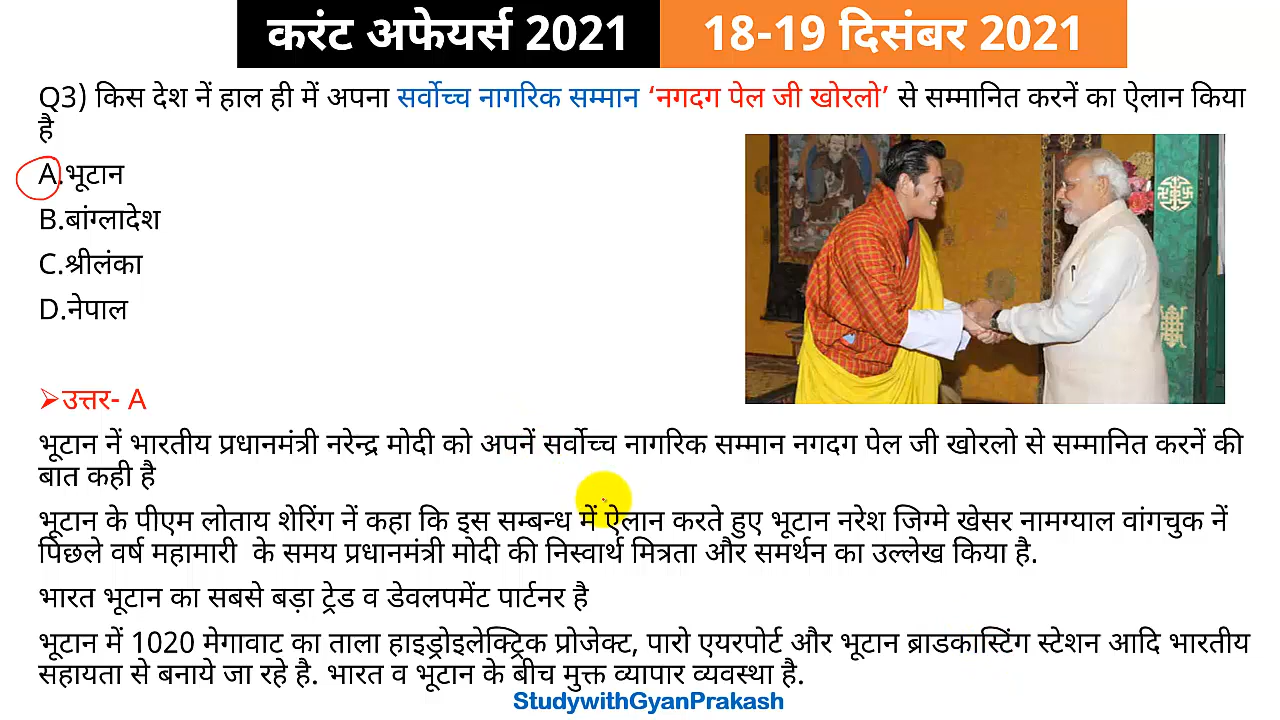 करंट अफेयर्स 2021 18-19 दिसंबर 2021
Q3) किस देश नें हाल ही में अपना सर्वोच्च नागरिक सम्मान ‘नगदग पेल जी खोरलो’ से सम्मानित करनें का ऐलान किया
है
A.भूटान
B.बांग्लादेश
C.श्रीलंका
D.नेपाल
➢उत्तर- A
भूटान नें भारतीय प्रधानमंत्री नरेन्द्र मोदी को अपनें सर्वोच्च नागरिक सम्मान नगदग पेल जी खोरलो से सम्मानित करनें की
बात कही है
भूटान के पीएम लोताय शेरिंग नें कहा कि इस सम्बन्ध में ऐलान करते हुए भूटान नरेश जिग्मे खेसर नामग्याल वांगचुक नें
पिछले वर्ष महामारी के समय प्रधानमंत्री मोदी की निस्वार्थ मित्रता और समर्थन का उल्लेख किया है.
भारत भूटान का सबसे बड़ा ट्रेड व डेवलपमेंट पार्टनर है
भूटान में 1020 मेगावाट का ताला हाइड्रोइलेक्ट्रिक प्रोजेक्ट, पारो एयरपोर्ट और भूटान ब्राडकास्टिंग स्टेशन आदि भारतीय
सहायता से बनाये जा रहे है. भारत व भूटान के बीच मुक्त व्यापार व्यवस्था है.
StudywithGyanPrakash